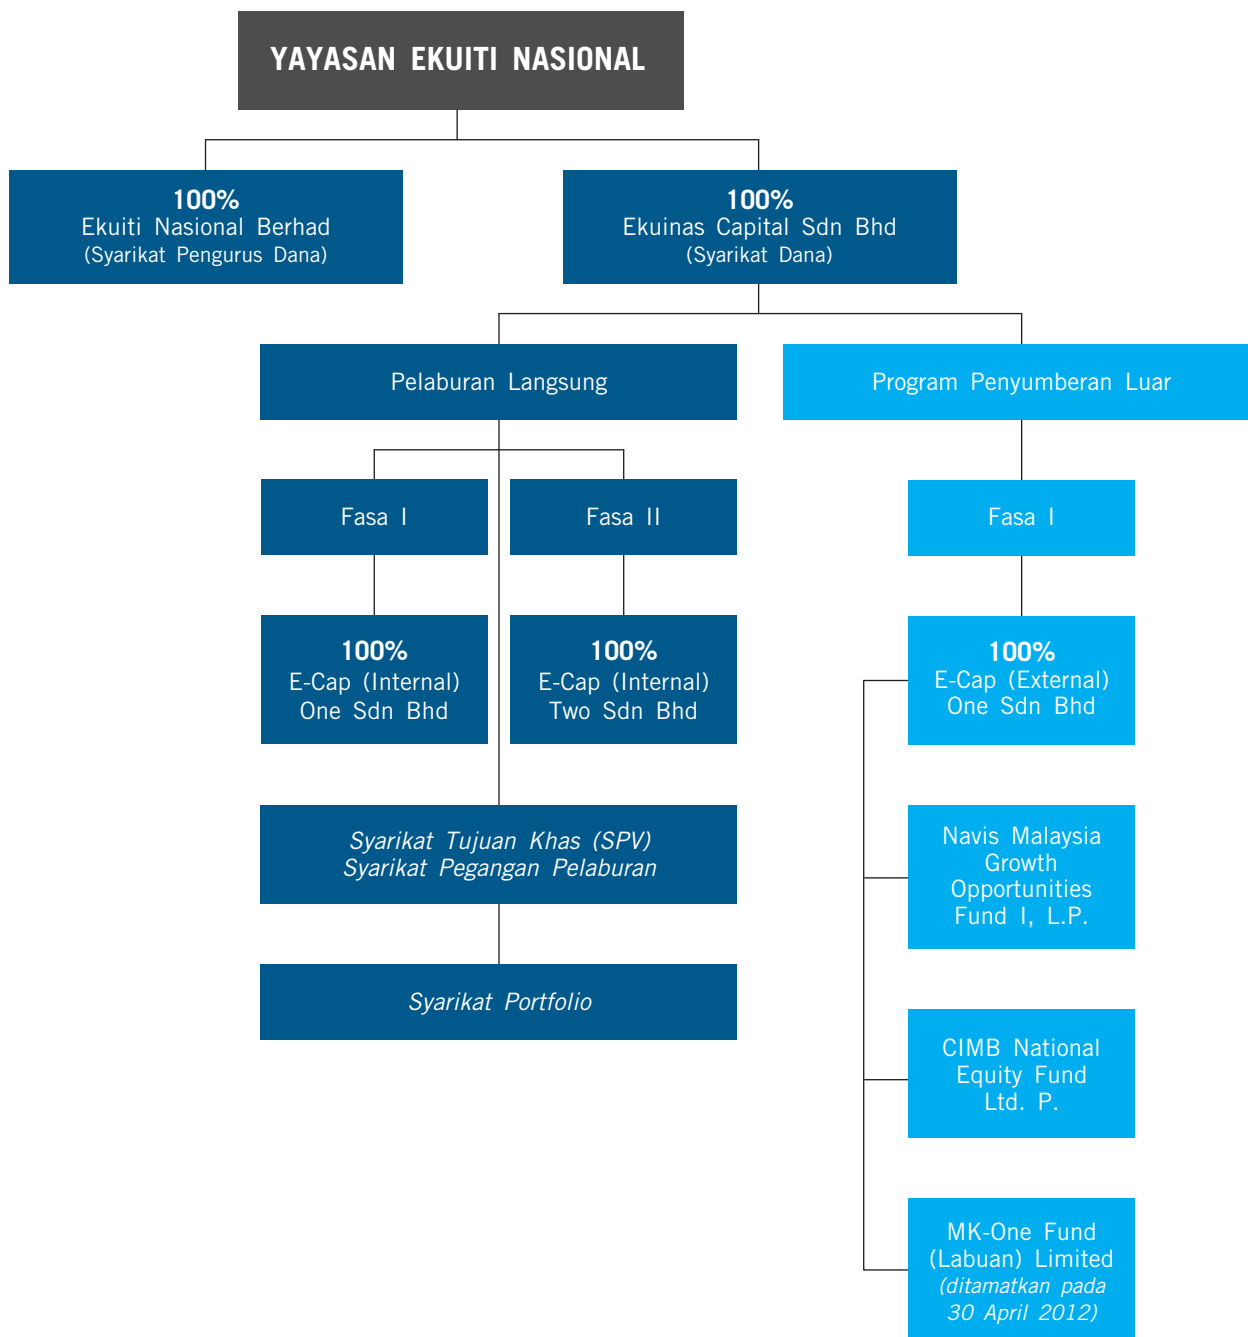 YAYASAN EKUITI NASIONAL
100%
Ekuiti Nasional Berhad
(Syarikat Pengurus Dana)
100%
Ekuinas Capital Sdn Bhd
(Syarikat Dana)
Pelaburan Langsung
Program Penyumberan Luar
Fasa I
Fasa II
Fasa I
100%
E-Cap (Internal)
One Sdn Bhd
100%
E-Cap (Internal)
Two Sdn Bhd
100%
E-Cap (External)
One Sdn Bhd
Syarikat Tujuan Khas (SPV)
Syarikat Pegangan Pelaburan
Navis Malaysia
Growth
Opportunities
Fund I, L.P.
Syarikat Portfolio
CIMB National
Equity Fund
Ltd. P.
MK-One Fund
(Labuan) Limited
(ditamatkan pada
30 April 2012)